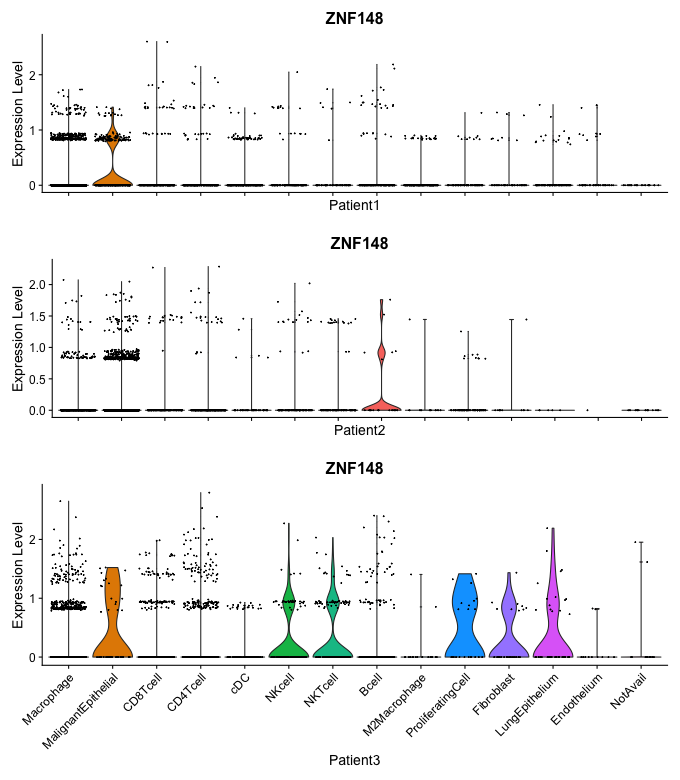 ZNF148
Expression Level
2
1
0
Patient1
ZNF148
Expression Level
2.0
1.5
1.0
0.5
0.0
Patient2
ZNF148
Expression Level
2
1
0
Macrophage
MalignantEpithelial
CD8Tcell
CD4Tcell
cDC
NKcell
NKTcell
Bcell
M2Macrophage
ProliferatingCell
Fibroblast
LungEpithelium
Endothelium
NotAvail
Patient3